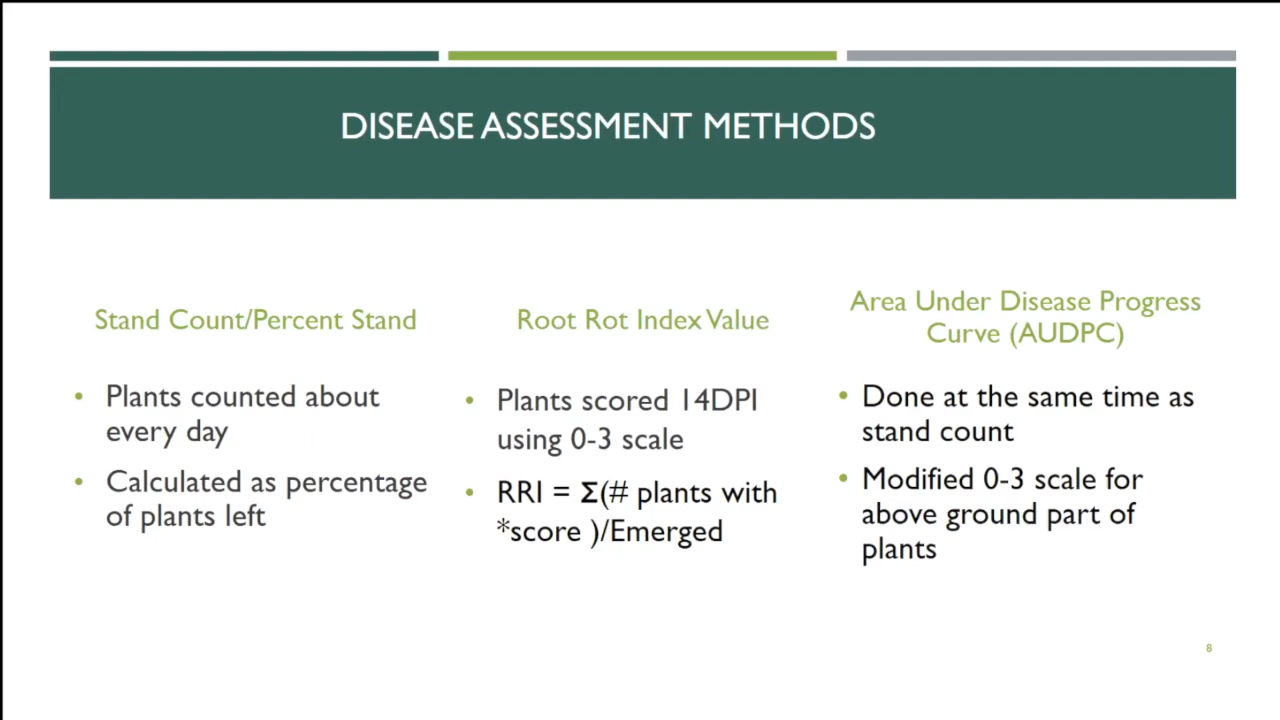 DISEASE ASSESSMENT METHODS
Stand Count/Percent Stand
• Plants counted about
every day
• Calculated as percentage
of plants left
Root Rot Index Value
• Plants scored 14DPI
using 0-3 scale
• RRI = Σ(# plants with
*score )/Emerged
Area Under Disease Progress
Curve (AUDPC)
• Done at the same time as
stand count
• Modified 0-3 scale for
above ground part of
plants
8